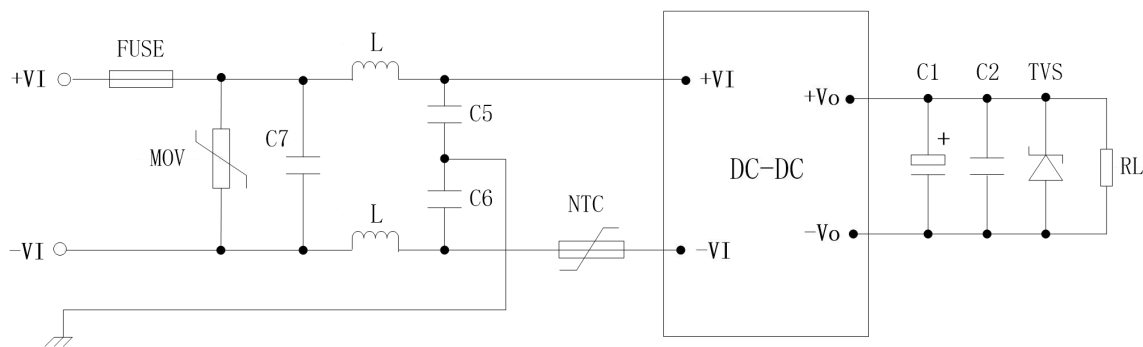 FUSE
L
C1
C2
TVS
+VI
+VI
+Vo
C5
+
MOV
C7
DC-DC
RL
C6
L
NTC
-VI
-VI
-Vo